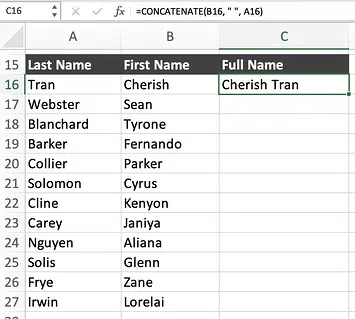 C16 fx =CONCATENATE(B16, " ", A16)
A B C
15 Last Name First Name Full Name
16 Tran Cherish Cherish Tran
17 Webster Sean
18 Blanchard Tyrone
19 Barker Fernando
20 Collier Parker
21 Solomon Cyrus
22 Cline Kenyon
23 Carey Janiya
24 Nguyen Aliana
25 Solis Glenn
26 Frye Zane
27 Irwin Lorelai